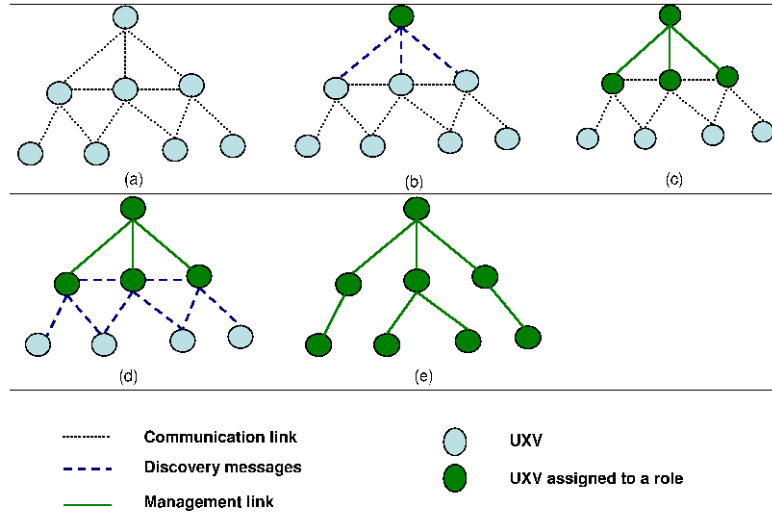 (a)
(b)
(c)
(d)
(e)
Communication link
UXV
Discovery messages
UXV assigned to a role
Management link